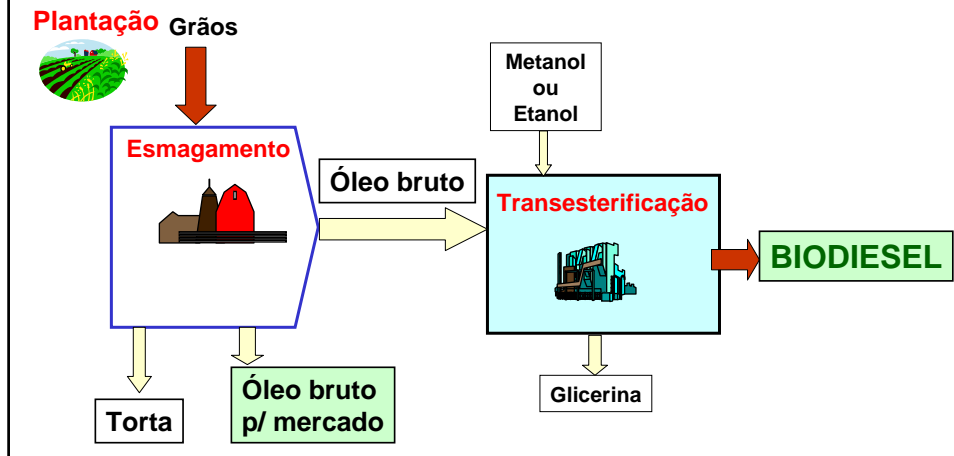 Plantação
Grãos
Metanol
ou
Etanol
Esmagamento
Óleo bruto
Transesterificação
BIODIESEL
Torta
Óleo bruto
p/ mercado
Glicerina